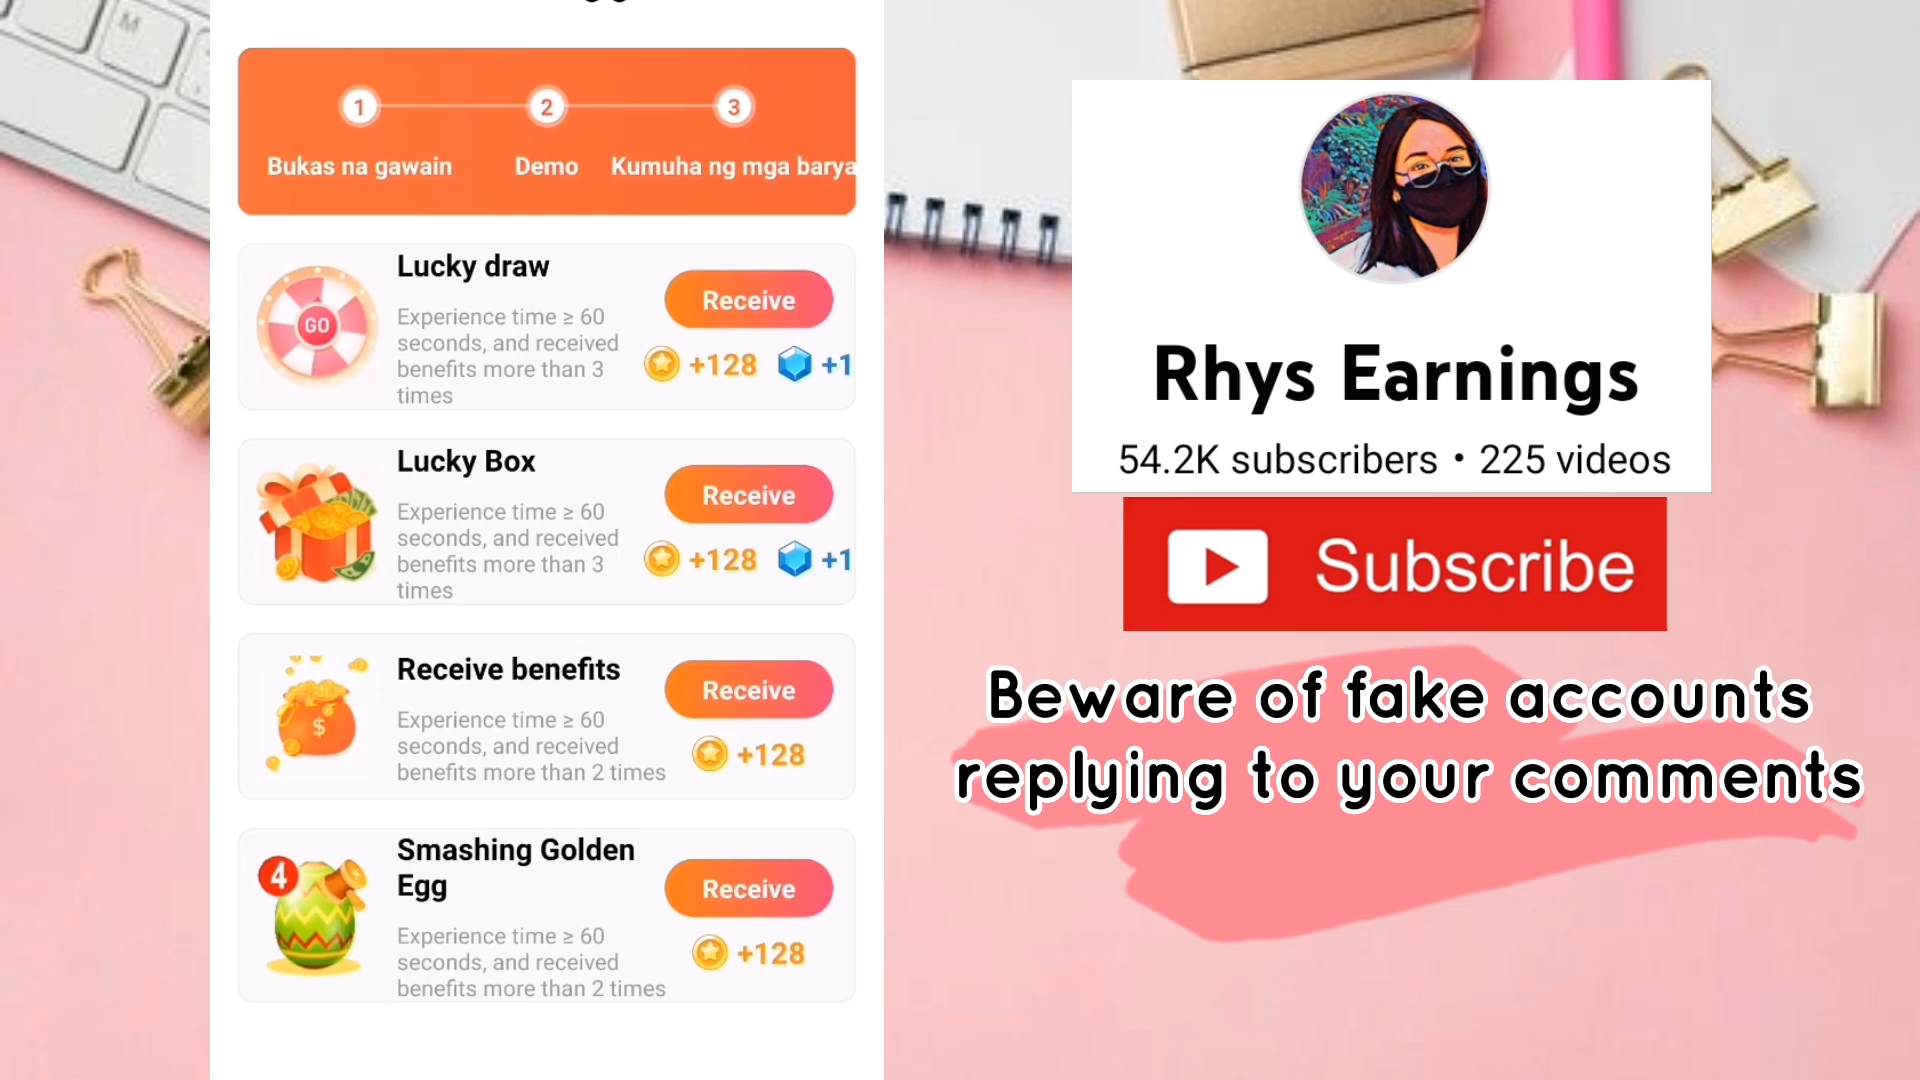 1
2
3
Bukas na gawain
Demo
Kumuha ng mga barya
Lucky draw
GO
Experience time ≥ 60
seconds, and received
benefits more than 3
times
Receive
+128 +1
Lucky Box
Experience time ≥ 60
seconds, and received
benefits more than 3
times
Receive
+128 +1
Receive benefits
$
Experience time ≥ 60
seconds, and received
benefits more than 2 times
Receive
+128
Smashing Golden
Egg
4
Experience time ≥ 60
seconds, and received
benefits more than 2 times
Receive
+128
Rhys Earnings
54.2K subscribers • 225 videos
Subscribe
Beware of fake accounts
replying to your comments
M